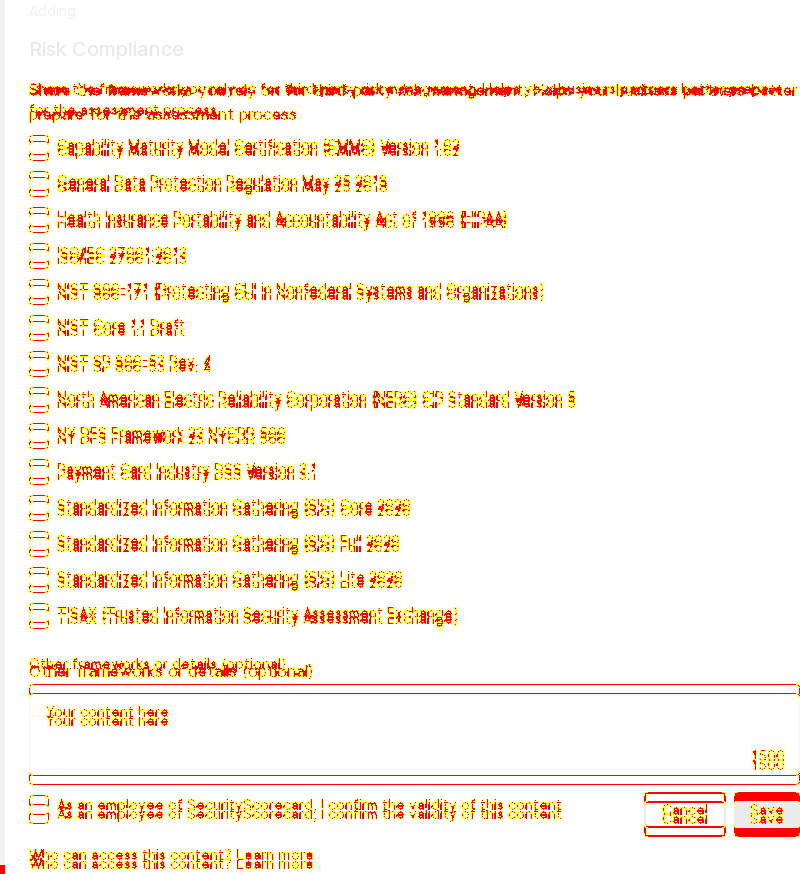 Adding
Risk Compliance
Share the frameworks you rely on for third-party risk management. Helps your business partners better prepare
for the assessment process
Capability Maturity Model Certification (CMMC) Version 1.02
General Data Protection Regulation May 25 2018
Health Insurance Portability and Accountability Act of 1996 (HIPAA)
ISO/IEC 27001:2013
NIST 800-171 (Protecting CUI in Nonfederal Systems and Organizations)
NIST Core 1.1 Draft
NIST SP 800-53 Rev. 4
North American Electric Reliability Corporation (NERC) CIP Standard Version 5
NY DFS Framework 23 NYCRR 500
Payment Card Industry DSS Version 3.1
Standardized Information Gathering (SIG) Core 2020
Standardized Information Gathering (SIG) Full 2020
Standardized Information Gathering (SIG) Lite 2020
TISAX (Trusted Information Security Assessment Exchange)
Other frameworks or details (optional)
Your content here
1500
As an employee of SecurityScorecard, I confirm the validity of this content
Cancel
Save
Who can access this content? Learn more